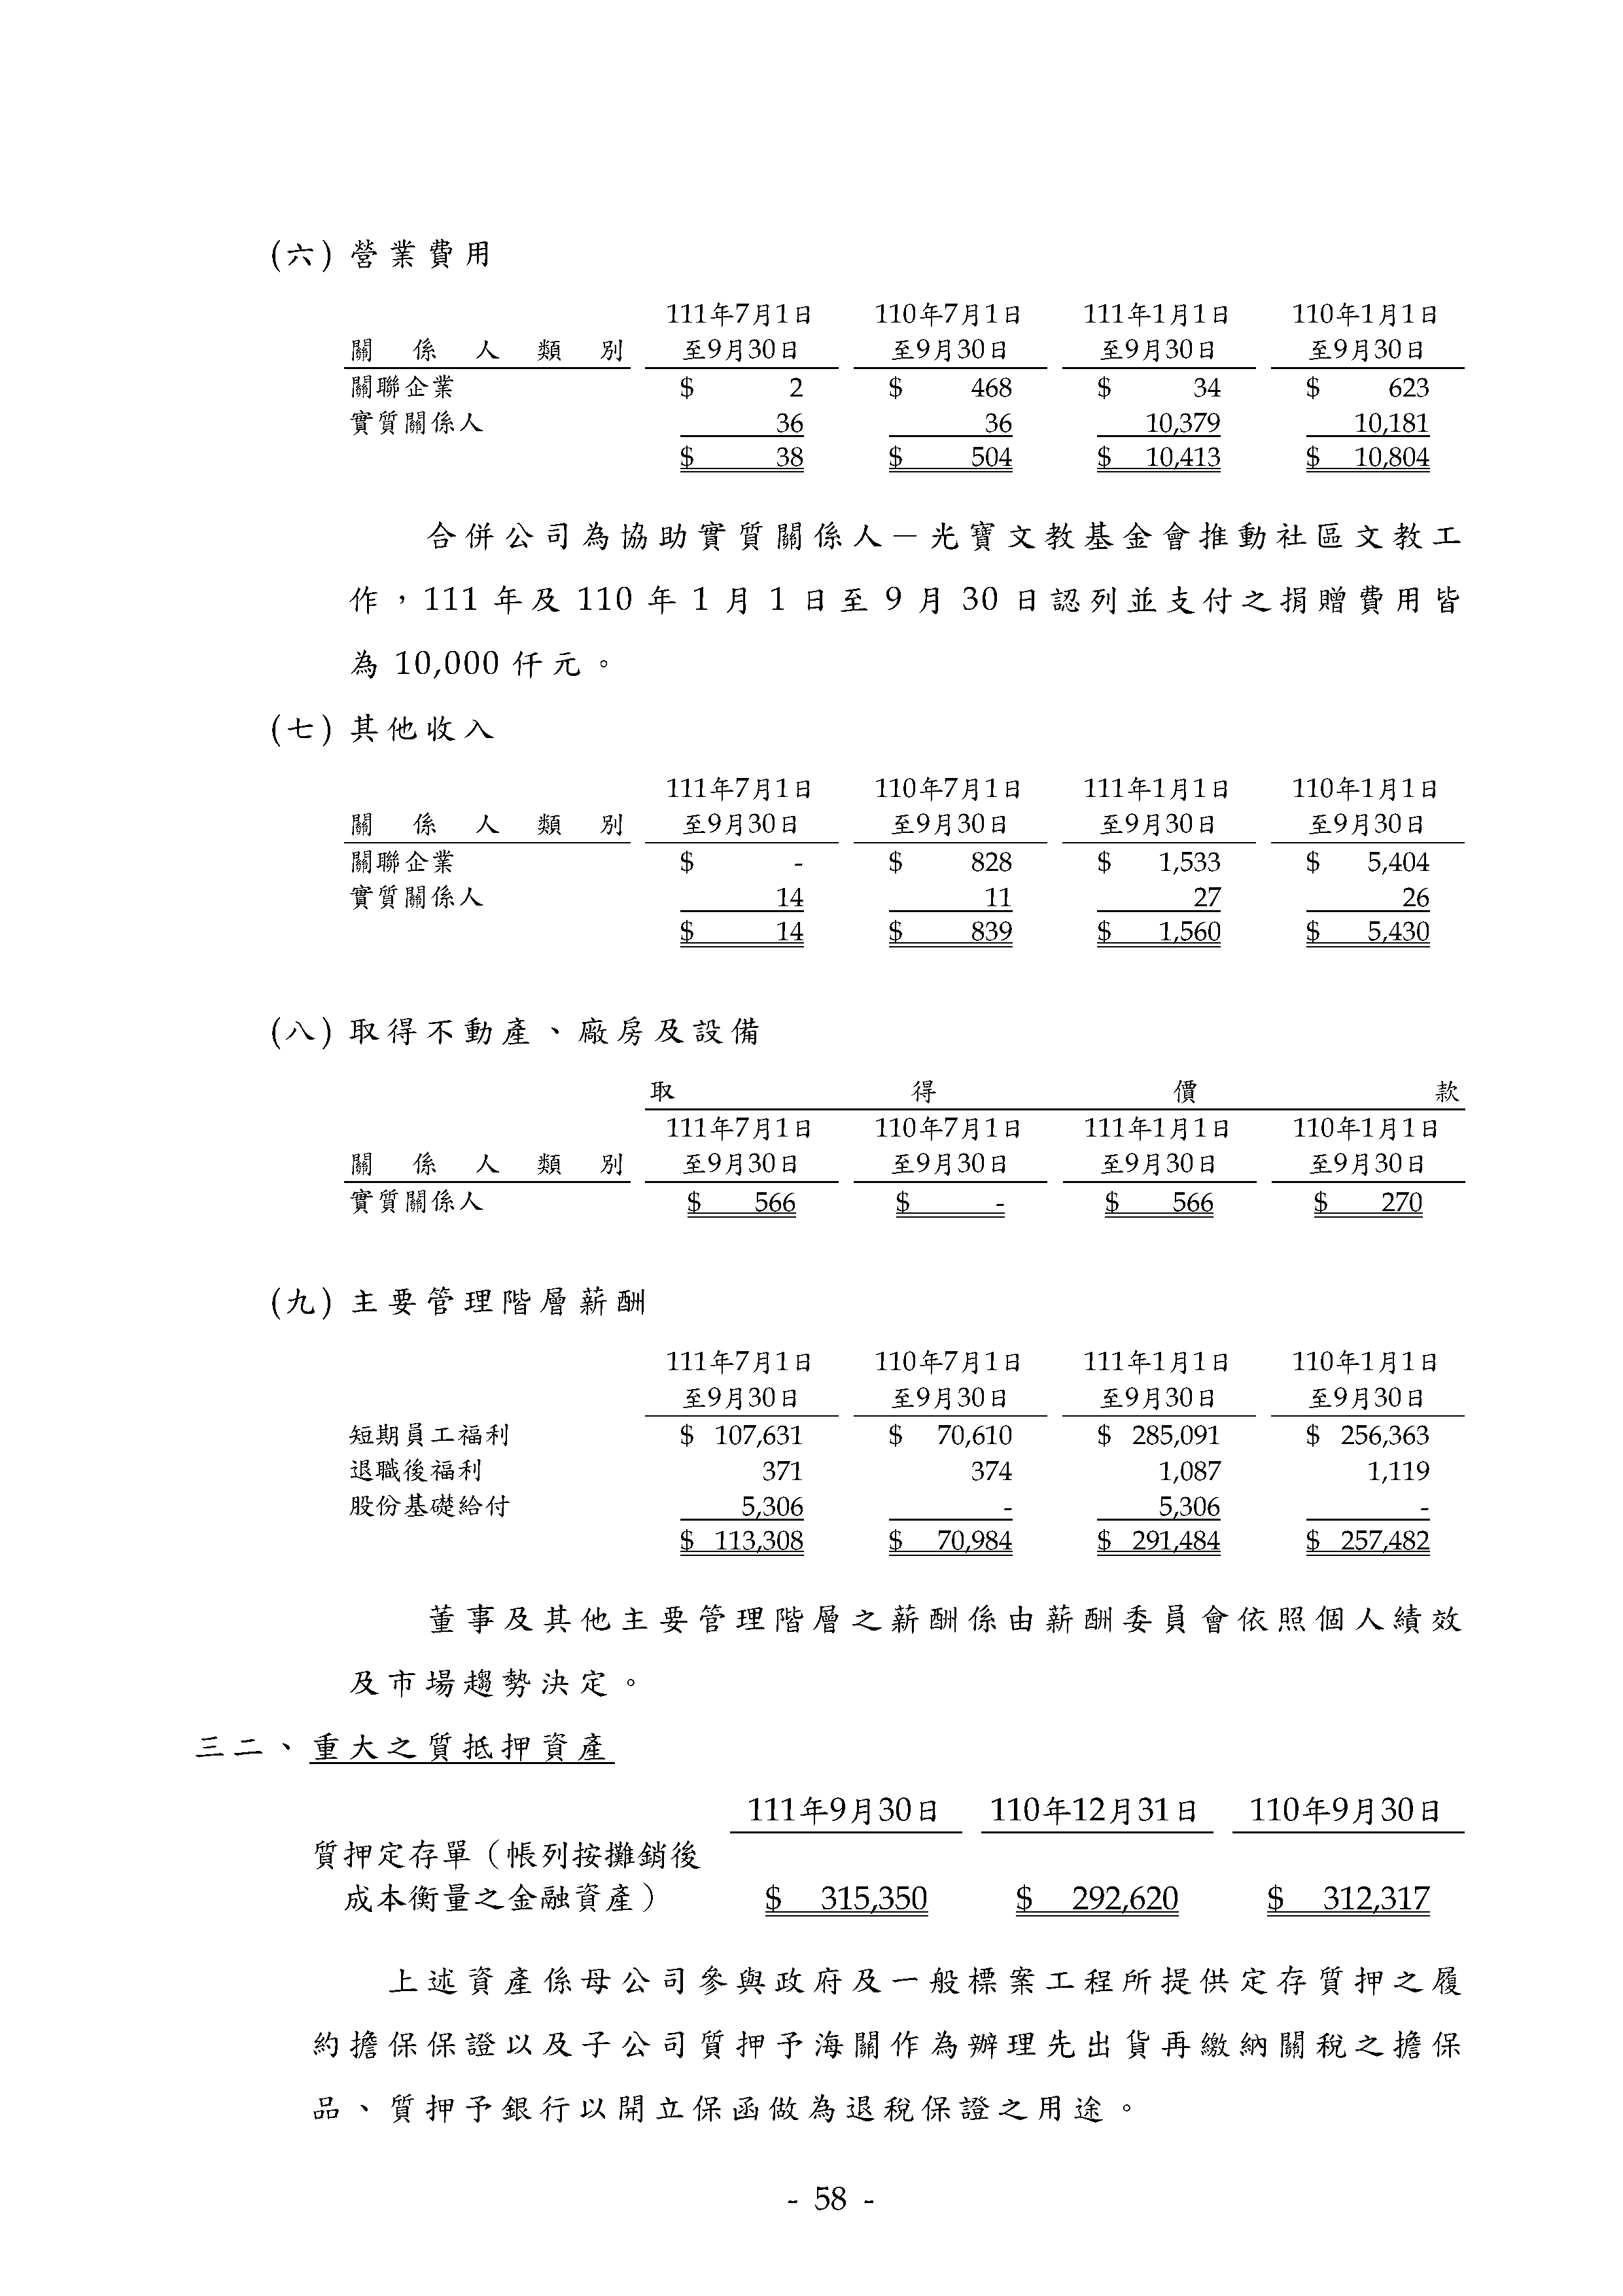 (六) 營業費用
111年7月1日 110年7月1日 111年1月1日 110年1月1日
關係人類別 至9月30日 至9月30日 至9月30日 至9月30日
關聯企業 $ 2 $ 468 $ 34 $ 623
實質關係人 36 36 10,379 10,181
$ 38 $ 504 $ 10,413 $ 10,804
合併公司為協助實質關係人－光寶文教基金會推動社區文教工
作，111 年及 110 年 1 月 1 日至 9 月 30 日認列並支付之捐贈費用皆
為 10,000 仟元。
(七) 其他收入
111年7月1日 110年7月1日 111年1月1日 110年1月1日
關係人類別 至9月30日 至9月30日 至9月30日 至9月30日
關聯企業 $ - $ 828 $ 1,533 $ 5,404
實質關係人 14 11 27 26
$ 14 $ 839 $ 1,560 $ 5,430
(八) 取得不動產、廠房及設備
取得價款
111年7月1日 110年7月1日 111年1月1日 110年1月1日
關係人類別 至9月30日 至9月30日 至9月30日 至9月30日
實質關係人 $ 566 $ - $ 566 $ 270
(九) 主要管理階層薪酬
111年7月1日 110年7月1日 111年1月1日 110年1月1日
至9月30日 至9月30日 至9月30日 至9月30日
短期員工福利 $ 107,631 $ 70,610 $ 285,091 $ 256,363
退職後福利 371 374 1,087 1,119
股份基礎給付 5,306 - 5,306 -
$ 113,308 $ 70,984 $ 291,484 $ 257,482
董事及其他主要管理階層之薪酬係由薪酬委員會依照個人績效
及市場趨勢決定。
三二、重大之質抵押資產
111年9月30日 110年12月31日 110年9月30日
質押定存單（帳列按攤銷後
成本衡量之金融資產） $ 315,350 $ 292,620 $ 312,317
上述資產係母公司參與政府及一般標案工程所提供定存質押之履
約擔保保證以及子公司質押予海關作為辦理先出貨再繳納關稅之擔保
品、質押予銀行以開立保函做為退稅保證之用途。
- 58 -